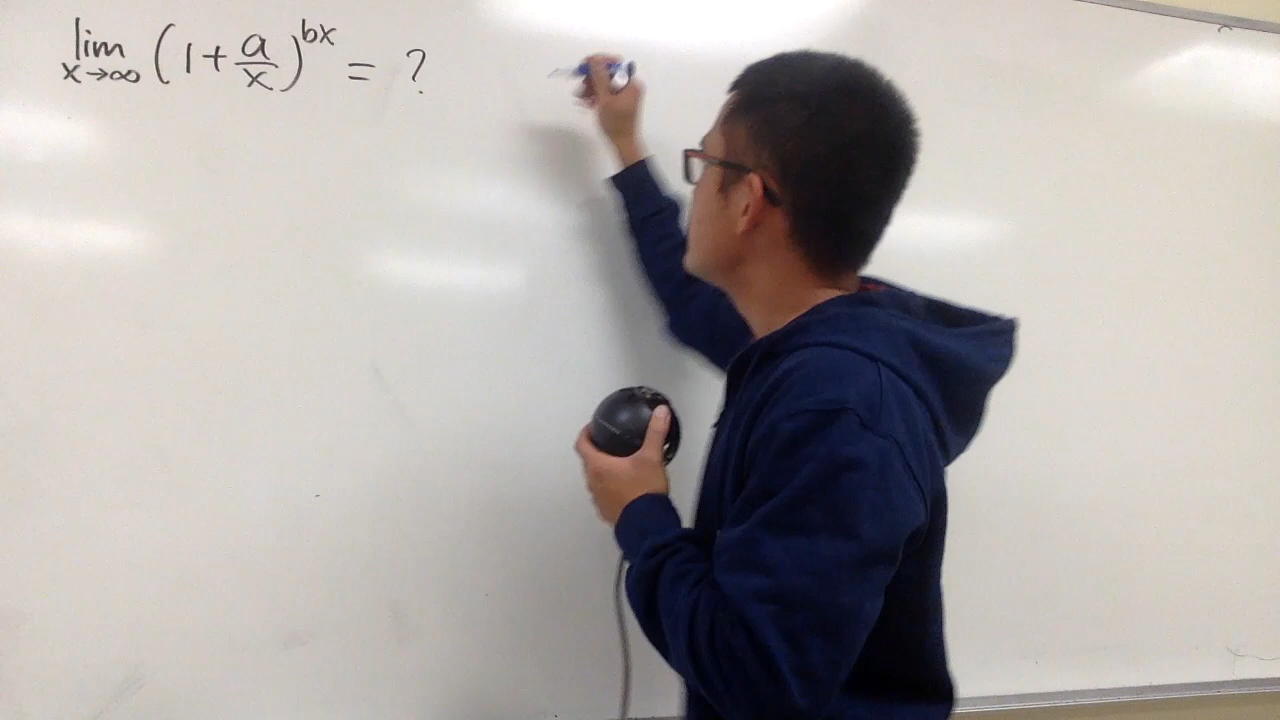 lim x→∞ (1 + a/x)^bx = ?